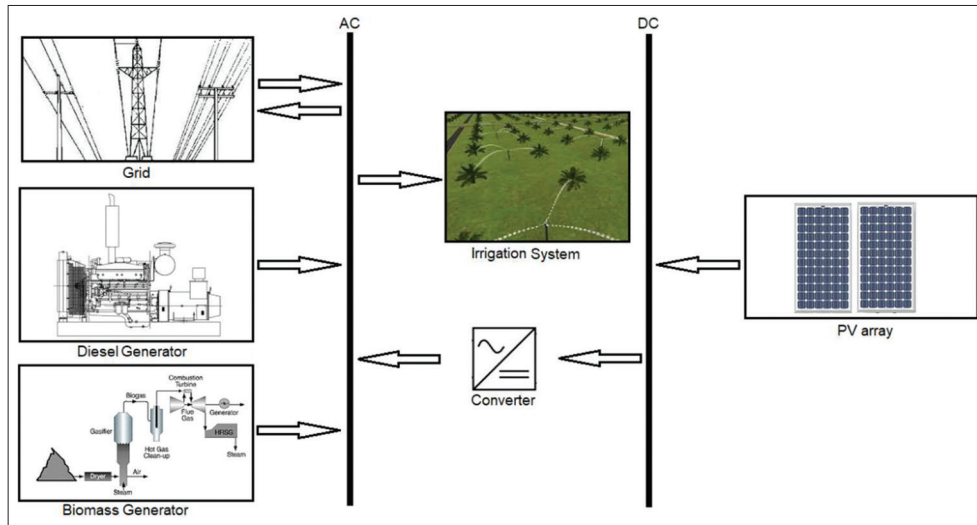 AC
DC
Grid
Irrigation System
PV array
Diesel Generator
Converter
Combustion
Turbine
Biogas
Gasifier
Flue
Gas
Generator
Hot Gas
Clean-up
HRSG
Steam
Dryer
Air
Steam
Biomass Generator